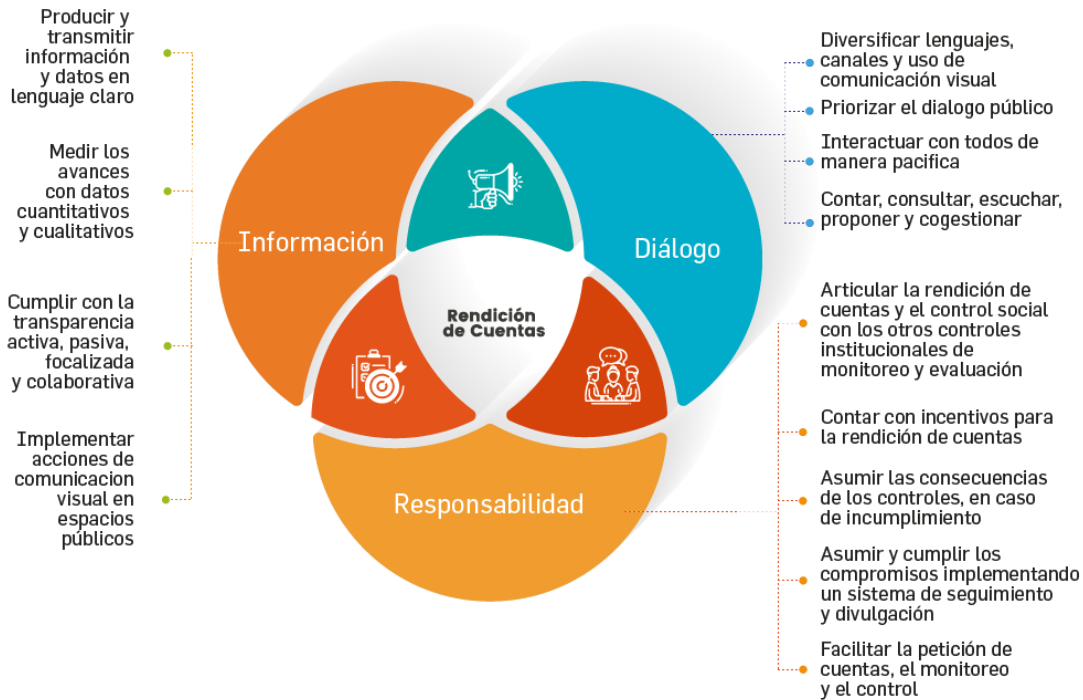 Producir y
transmitir
información
y datos en
lenguaje claro
Medir los
avances
con datos
cuantitativos
y cualitativos
Cumplir con la
transparencia
activa, pasiva,
focalizada
y colaborativa
Implementar
acciones de
comunicacion
visual en
espacios
públicos
Información
Diálogo
Rendición
de Cuentas
Responsabilidad
Diversificar lenguajes,
canales y uso de
comunicación visual
Priorizar el dialogo público
Interactuar con todos de
manera pacifica
Contar, consultar, escuchar,
proponer y cogestionar
Articular la rendición de
cuentas y el control social
con los otros controles
institucionales de
monitoreo y evaluación
Contar con incentivos para
la rendición de cuentas
Asumir las consecuencias
de los controles, en caso
de incumplimiento
Asumir y cumplir los
compromisos implementando
un sistema de seguimiento
y divulgación
Facilitar la petición de
cuentas, el monitoreo
y el control